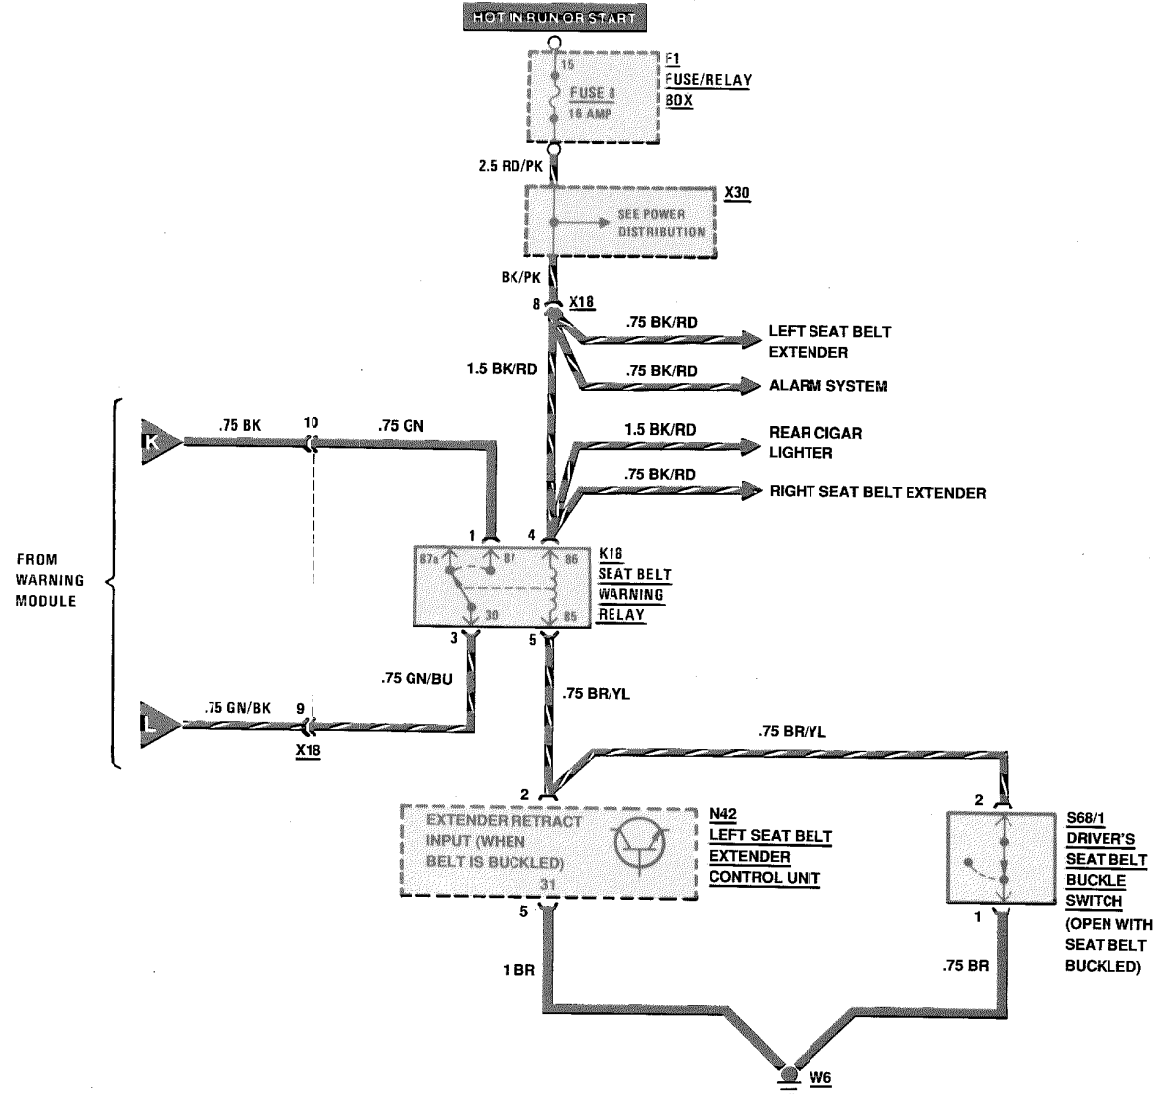 HOT IN RUN OR START
15
FUSE 8
16 AMP
F1
FUSE/RELAY
BOX
2.5 RD/PK
X30
SEE POWER
DISTRIBUTION
BK/PK
8
X18
.75 BK/RD
LEFT SEAT BELT
EXTENDER
1.5 BK/RD
.75 BK/RD
ALARM SYSTEM
K
.75 BK
10
.75 GN
1.5 BK/RD
REAR CIGAR
LIGHTER
.75 BK/RD
RIGHT SEAT BELT EXTENDER
1
4
FROM
WARNING
MODULE
87a
87
86
30
85
K18
SEAT BELT
WARNING
RELAY
3
5
.75 GN/BU
.75 BR/YL
L
.75 GN/BK
9
X18
.75 BR/YL
2
2
EXTENDER RETRACT
INPUT (WHEN
BELT IS BUCKLED)
31
N42
LEFT SEAT BELT
EXTENDER
CONTROL UNIT
S68/1
DRIVER'S
SEAT BELT
BUCKLE
SWITCH
(OPEN WITH
SEAT BELT
BUCKLED)
5
1
1 BR
.75 BR
W6